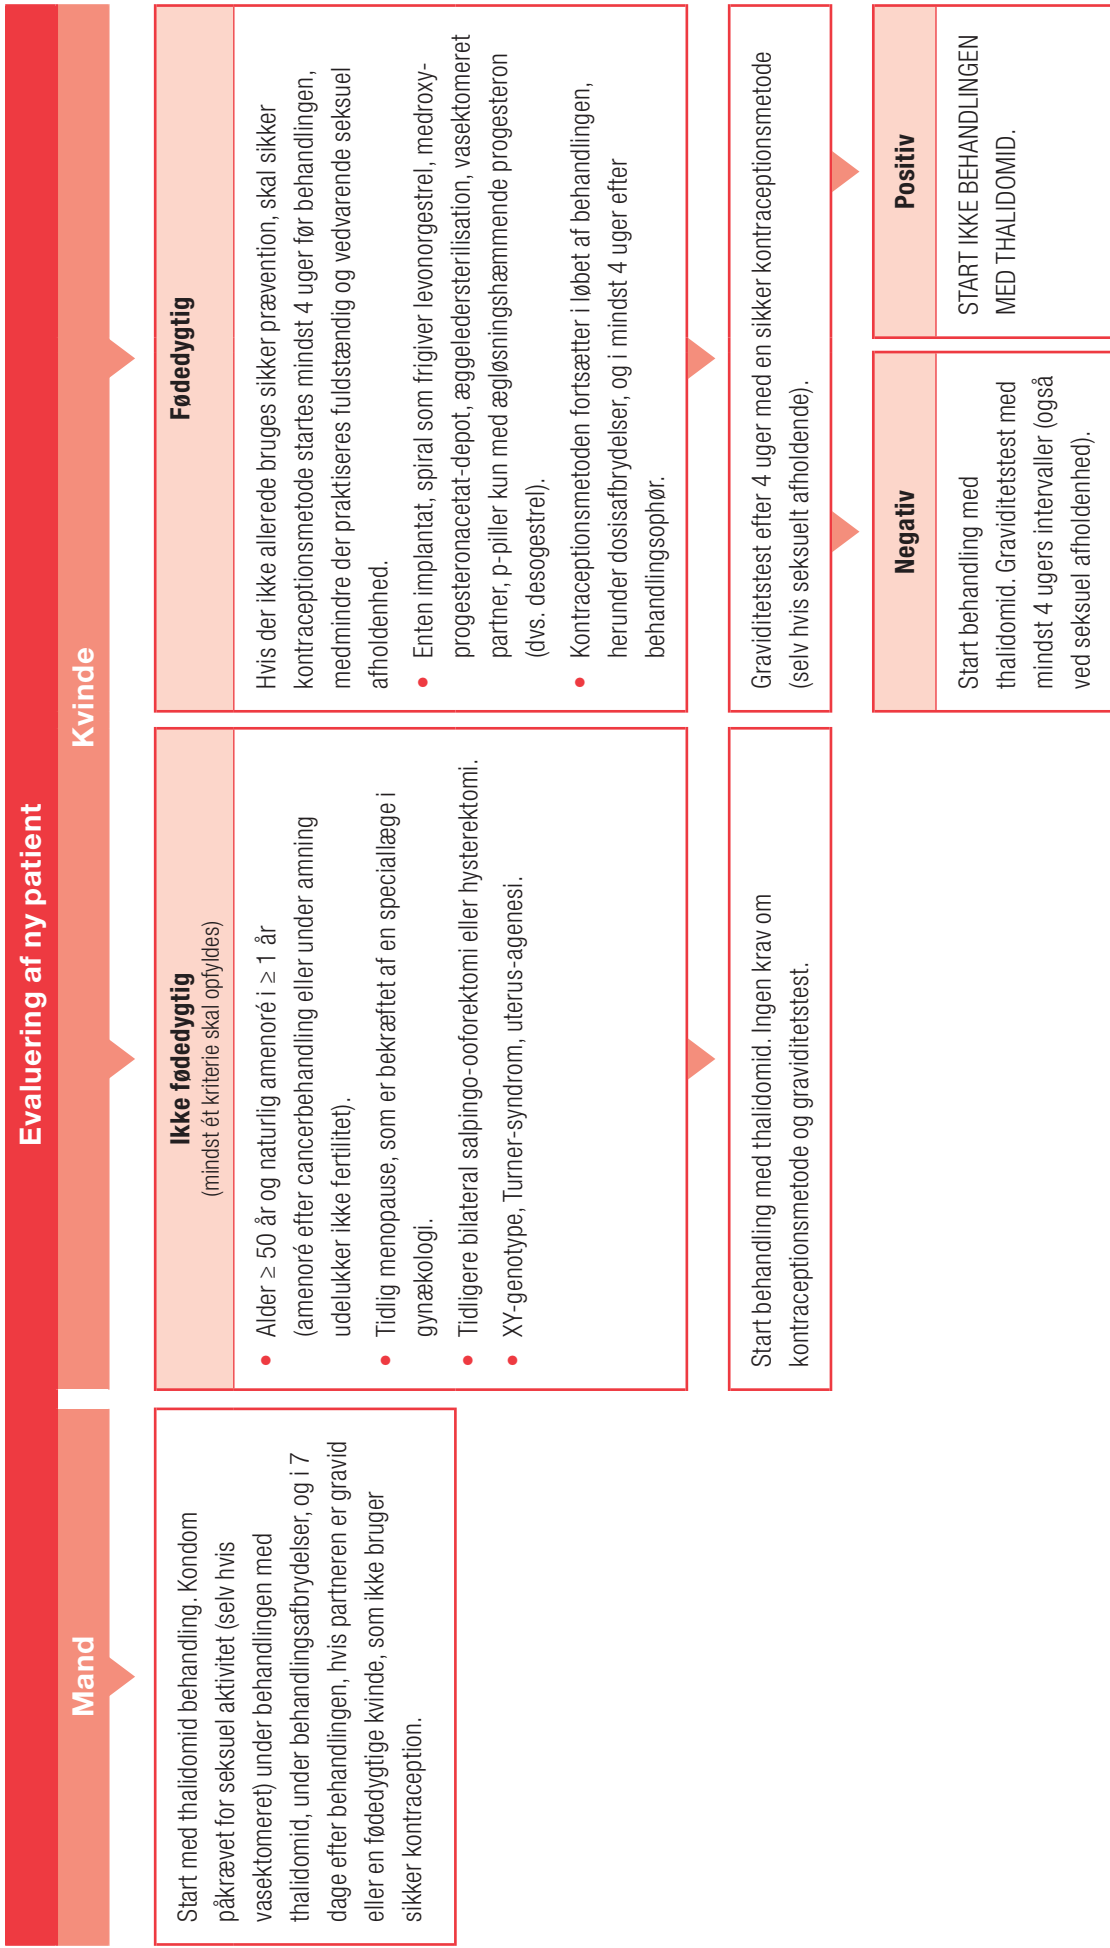 Evaluering af ny patient
Mand
Start med thalidomid behandling. Kondom
påkrævet for seksuel aktivitet (selv hvis
vasektomeret) under behandlingen med
thalidomid, under behandlingsafbrydelser, og i 7
dage efter behandlingen, hvis partneren er gravid
eller en fødedygtige kvinde, som ikke bruger
sikker kontraception.
Kvinde
Ikke fødedygtig
(mindst ét kriterie skal opfyldes)
• Alder ≥ 50 år og naturlig amenoré i ≥ 1 år
(amenoré efter cancerbehandling eller under amning
udelukker ikke fertilitet).
• Tidlig menopause, som er bekræftet af en speciallæge i
gynækologi.
• Tidligere bilateral salpingo-ooforektomi eller hysterektomi.
• XY-genotype, Turner-syndrom, uterus-agenesi.
Start behandling med thalidomid. Ingen krav om
kontraceptionsmetode og graviditetstest.
Fødedygtig
Hvis der ikke allerede bruges sikker prævention, skal sikker
kontraceptionsmetode startes mindst 4 uger før behandlingen,
medmindre der praktiseres fuldstændig og vedvarende seksuel
afholdenhed.
• Enten implantat, spiral som frigiver levonorgestrel, medroxy-
progesteronacetat-depot, æggeledersterilisation, vasektomeret
partner, p-piller kun med ægløsningshæmmende progesteron
(dvs. desogestrel).
• Kontraceptionsmetoden fortsætter i løbet af behandlingen,
herunder dosisafbrydelser, og i mindst 4 uger efter
behandlingsophør.
Graviditetstest efter 4 uger med en sikker kontraceptionsmetode
(selv hvis seksuelt afholdende).
Negativ
Start behandling med
thalidomid. Graviditetstest med
mindst 4 ugers intervaller (også
ved seksuel afholdenhed).
Positiv
START IKKE BEHANDLINGEN
MED THALIDOMID.